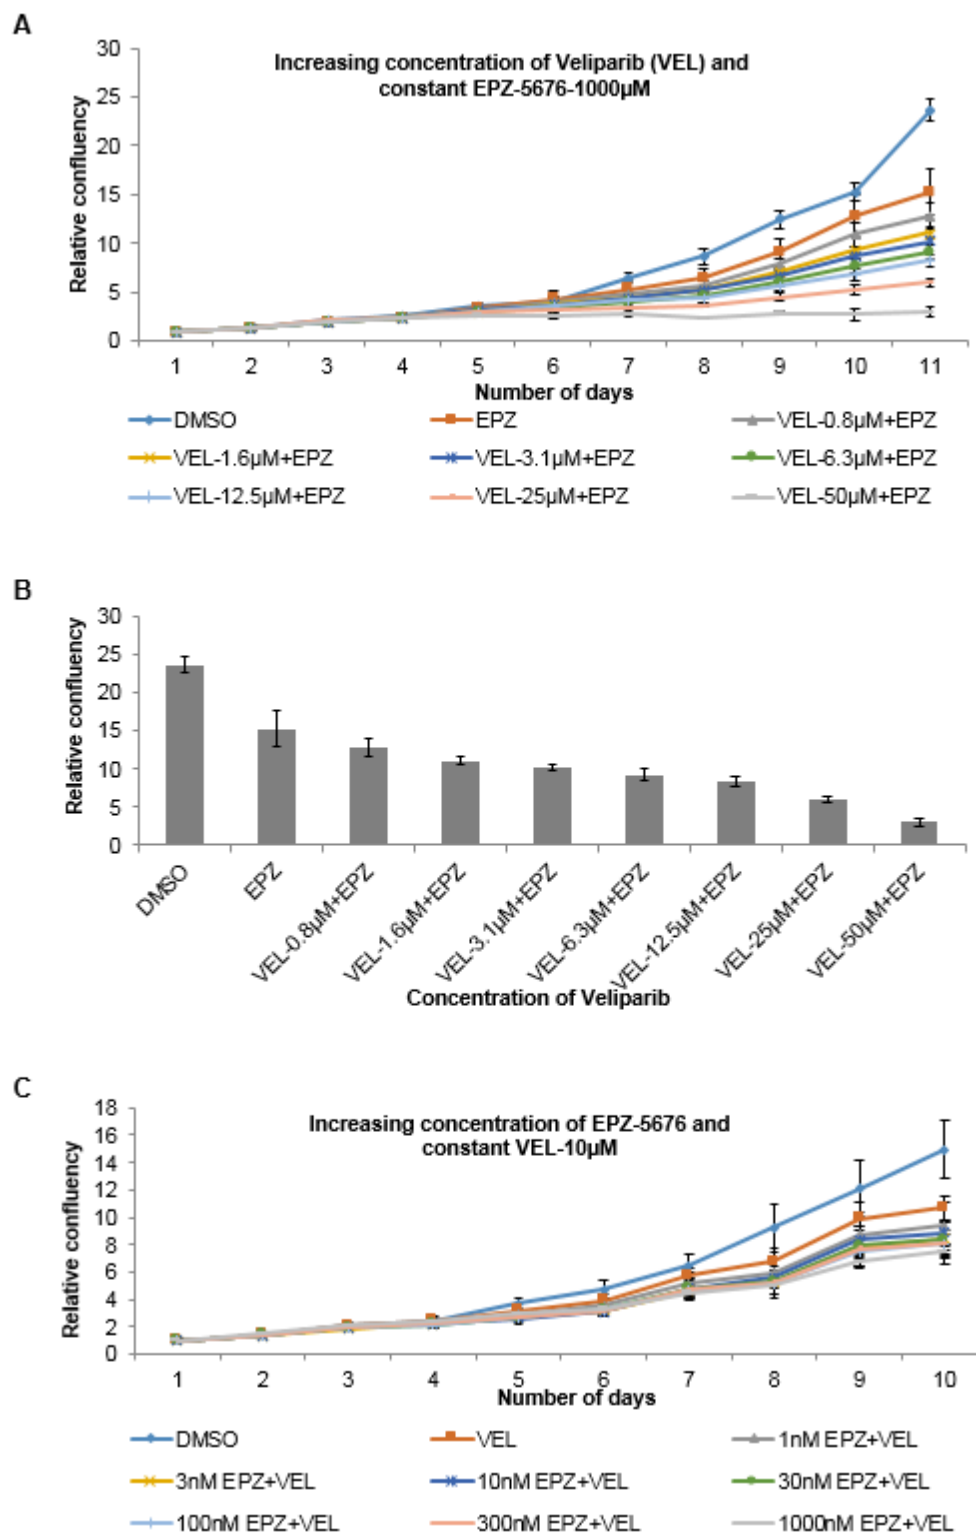 A
Increasing concentration of Veliparib (VEL) and
constant EPZ-5676-1000µM
Relative confluency
30
25
20
15
10
5
0
1 2 3 4 5 6 7 8 9 10 11
Number of days
DMSO EPZ VEL-0.8µM+EPZ
VEL-1.6µM+EPZ VEL-3.1µM+EPZ VEL-6.3µM+EPZ
VEL-12.5µM+EPZ VEL-25µM+EPZ VEL-50µM+EPZ
B
Relative confluency
30
25
20
15
10
5
0
DMSO
EPZ
VEL-0.8µM+EPZ
VEL-1.6µM+EPZ
VEL-3.1µM+EPZ
VEL-6.3µM+EPZ
VEL-12.5µM+EPZ
VEL-25µM+EPZ
VEL-50µM+EPZ
Concentration of Veliparib
C
Increasing concentration of EPZ-5676 and
constant VEL-10µM
Relative confluency
18
16
14
12
10
8
6
4
2
0
1 2 3 4 5 6 7 8 9 10
Number of days
DMSO VEL 1nM EPZ+VEL
3nM EPZ+VEL 10nM EPZ+VEL 30nM EPZ+VEL
100nM EPZ+VEL 300nM EPZ+VEL 1000nM EPZ+VEL